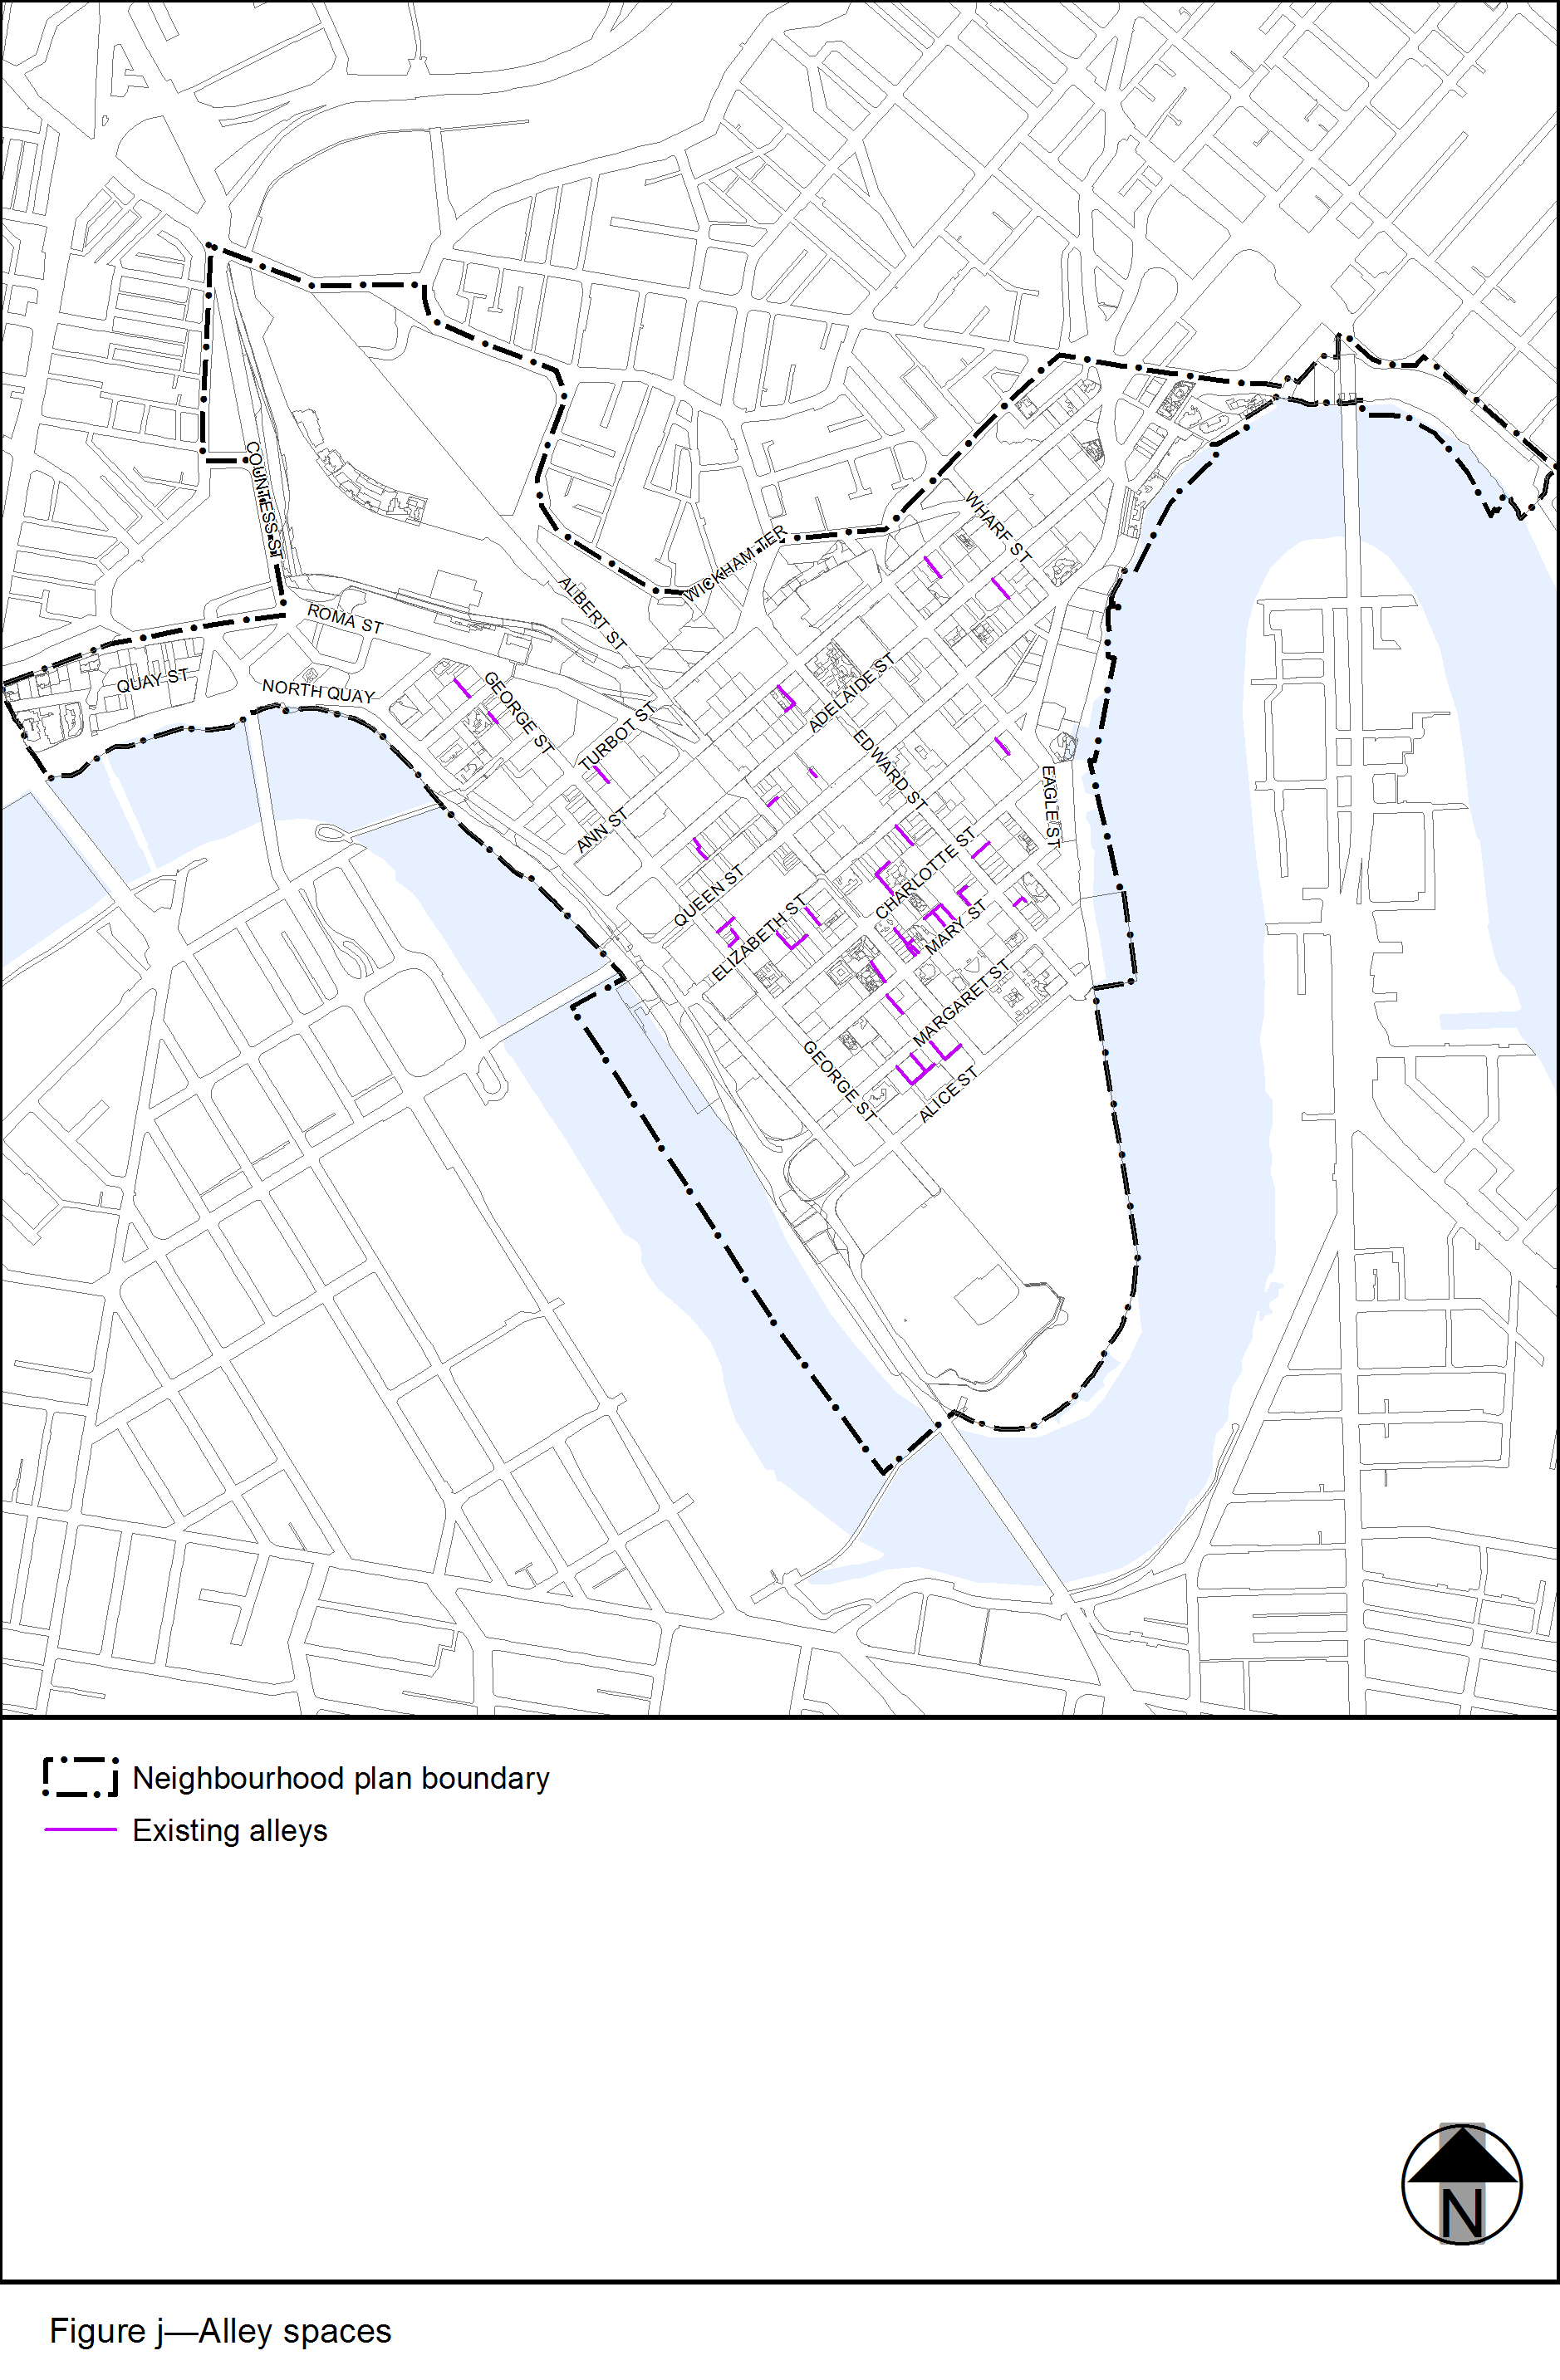 WHARF ST
COUNTESS ST
WICKHAM TER
ALBERT ST
ROMA ST
QUAY ST
NORTH QUAY
GEORGE ST
TURBOT ST
ADELAIDE ST
EDWARD ST
EAGLE ST
ANN ST
QUEEN ST
CHARLOTTE ST
ELIZABETH ST
MARY ST
MARGARET ST
GEORGE ST
ALICE ST
Neighbourhood plan boundary
Existing alleys
N
Figure j—Alley spaces